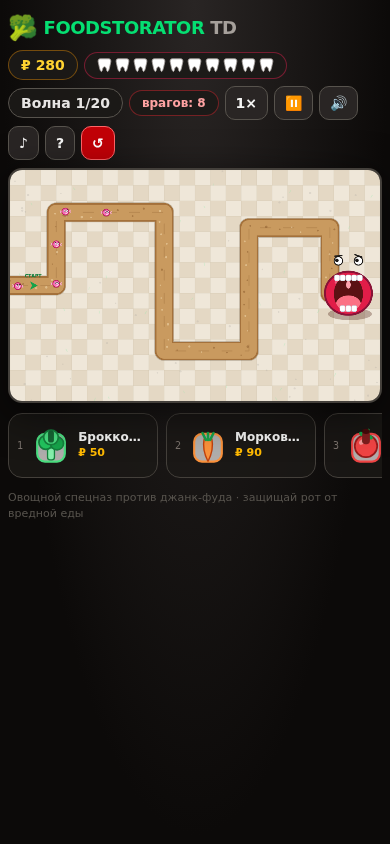 FOODSTORATOR TD
₽ 280
Волна 1/20
врагов: 8
1×
♪
?
↺
START
1
Брокко...
₽ 50
2
Морков...
₽ 90
3
Овощной спецназ против джанк-фуда · защищай рот от
вредной еды